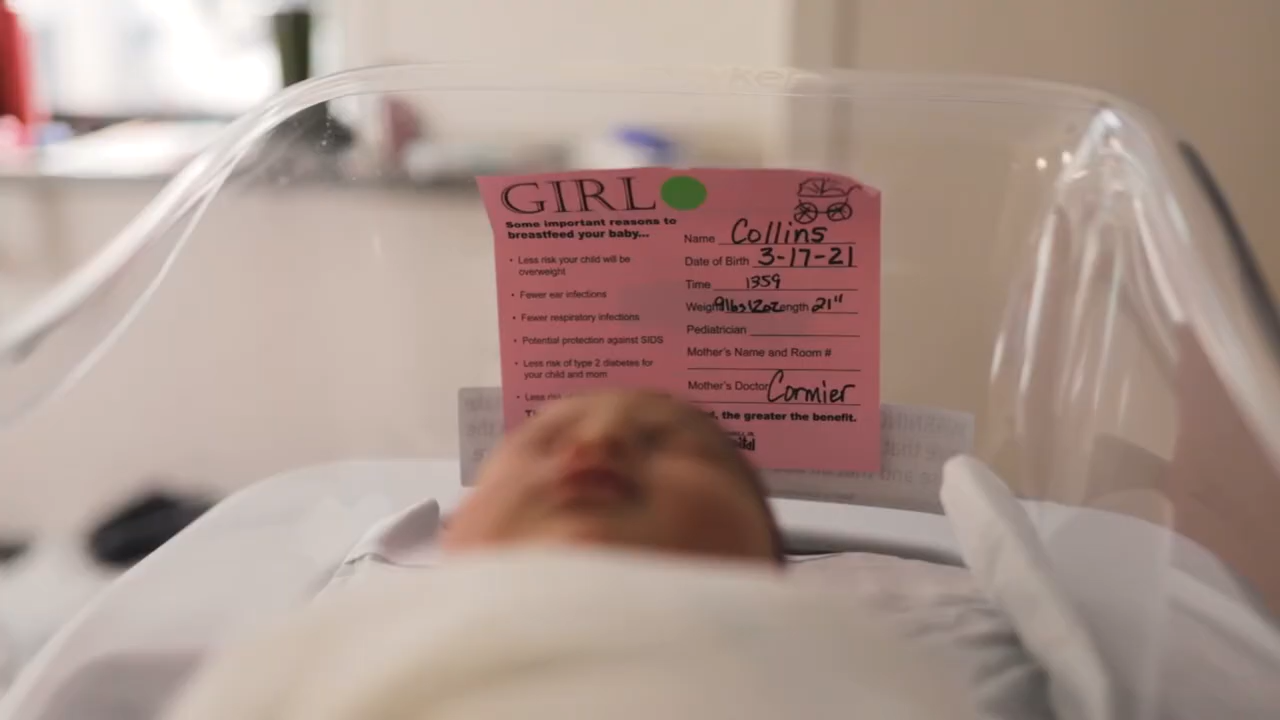 GIRL
Some important reasons to
breastfeed your baby...
• Less risk your child will be
overweight
• Fewer ear infections
• Fewer respiratory infections
• Potential protection against SIDS
• Less risk of type 2 diabetes for
your child and mom
• Less
Name Collins
Date of Birth 3-17-21
Time 1359
Weight 9lbs 12oz Length 21"
Pediatrician
Mother's Name and Room #
Mother's Doctor Cormier
, the greater the benefit.